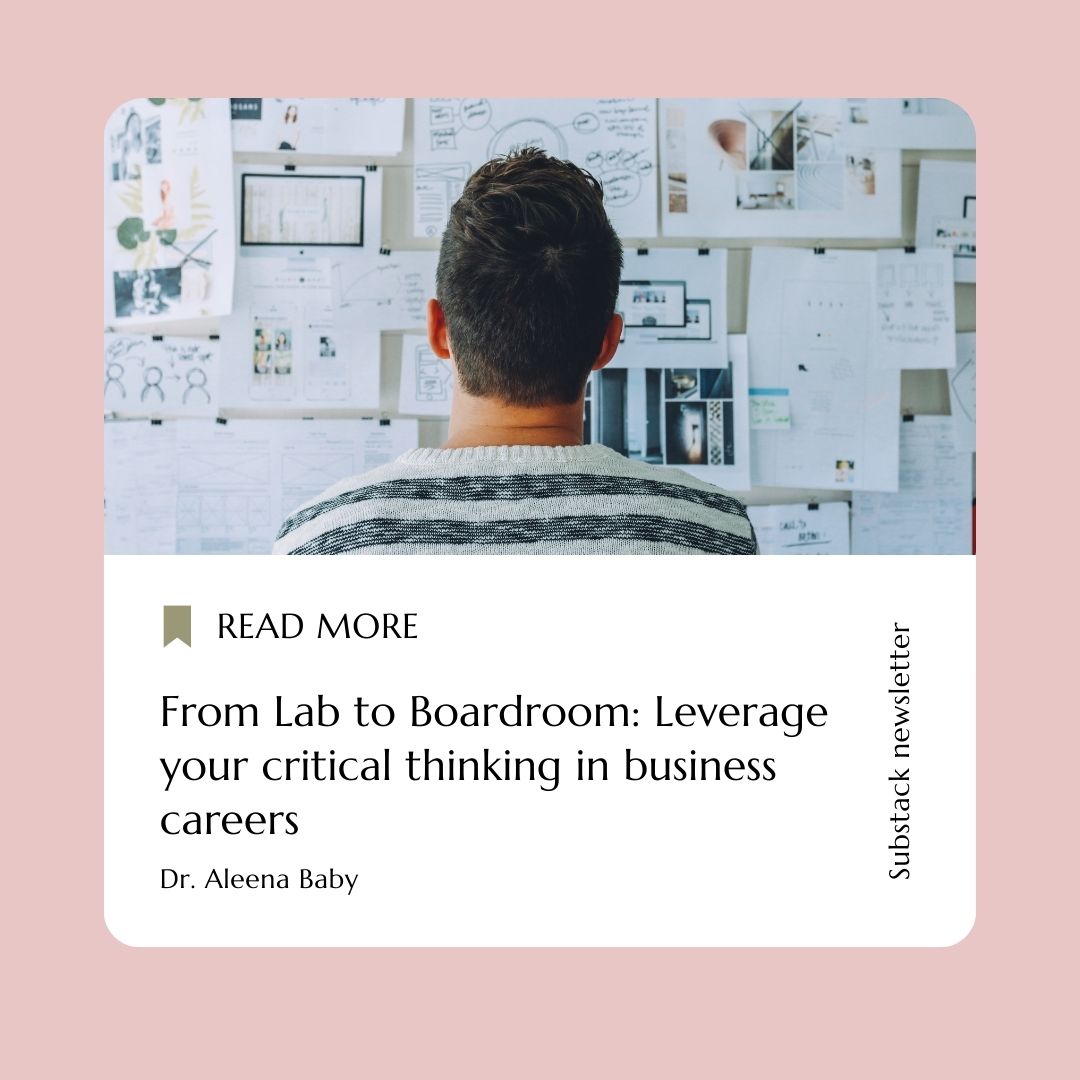 READ MORE
From Lab to Boardroom: Leverage
your critical thinking in business
careers
Dr. Aleena Baby
Substack newsletter